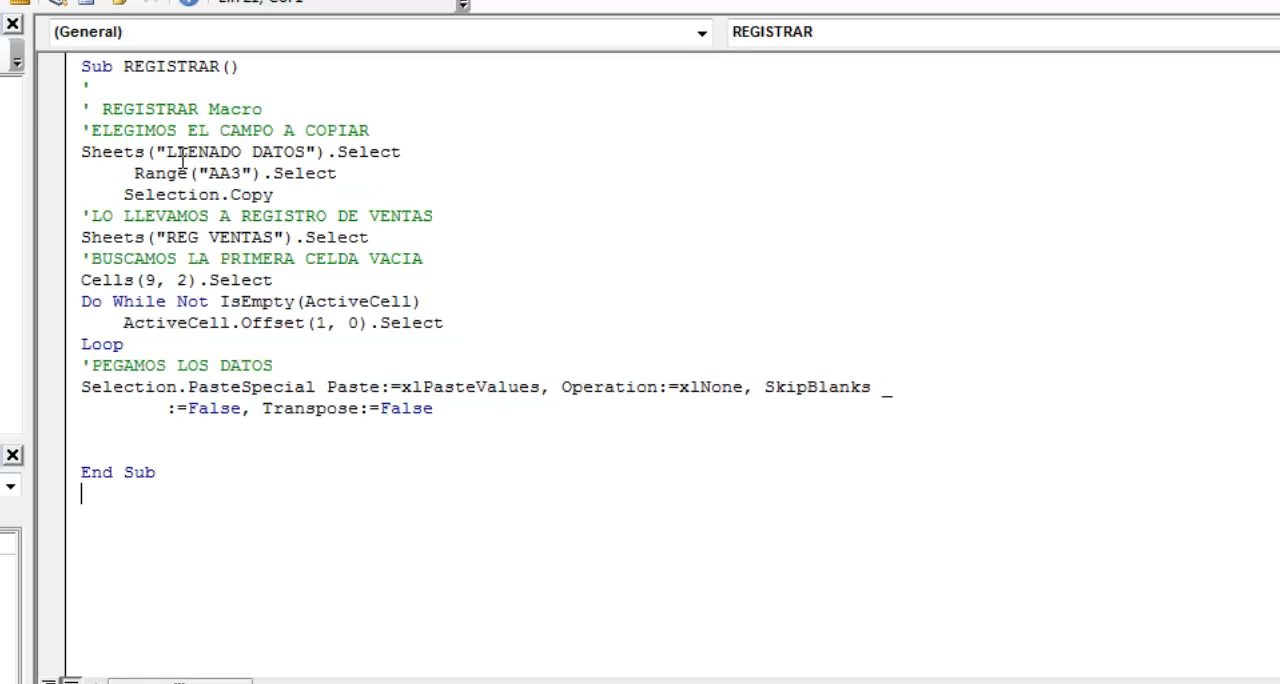 (General)
REGISTRAR
Sub REGISTRAR()
'
' REGISTRAR Macro
'ELEGIMOS EL CAMPO A COPIAR
Sheets("LLENADO DATOS").Select
Range("AA3").Select
Selection.Copy
'LO LLEVAMOS A REGISTRO DE VENTAS
Sheets("REG VENTAS").Select
'BUSCAMOS LA PRIMERA CELDA VACIA
Cells(9, 2).Select
Do While Not IsEmpty(ActiveCell)
ActiveCell.Offset(1, 0).Select
Loop
'PEGAMOS LOS DATOS
Selection.PasteSpecial Paste:=xlPasteValues, Operation:=xlNone, SkipBlanks _
:=False, Transpose:=False
End Sub